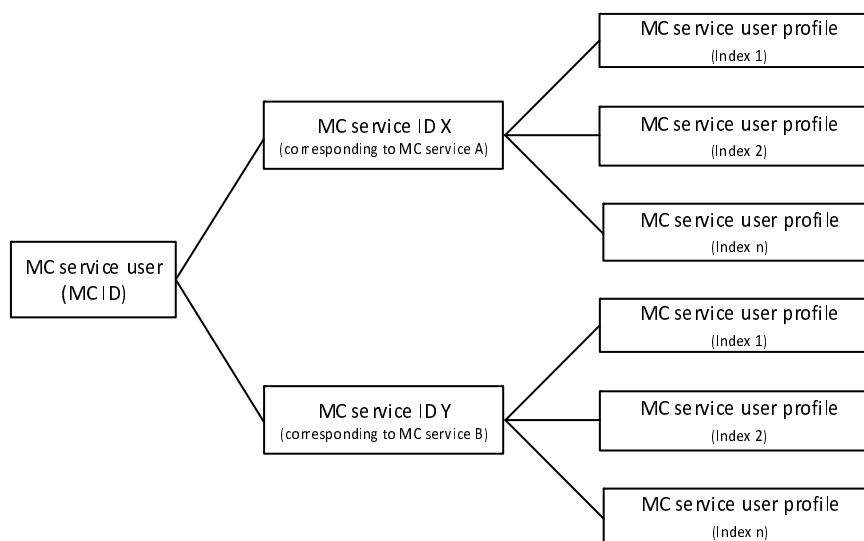 MC service user
(MC ID)
MC service ID X
(corresponding to MC service A)
MC service user profile
(Index 1)
MC service user profile
(Index 2)
MC service user profile
(Index n)
MC service ID Y
(corresponding to MC service B)
MC service user profile
(Index 1)
MC service user profile
(Index 2)
MC service user profile
(Index n)